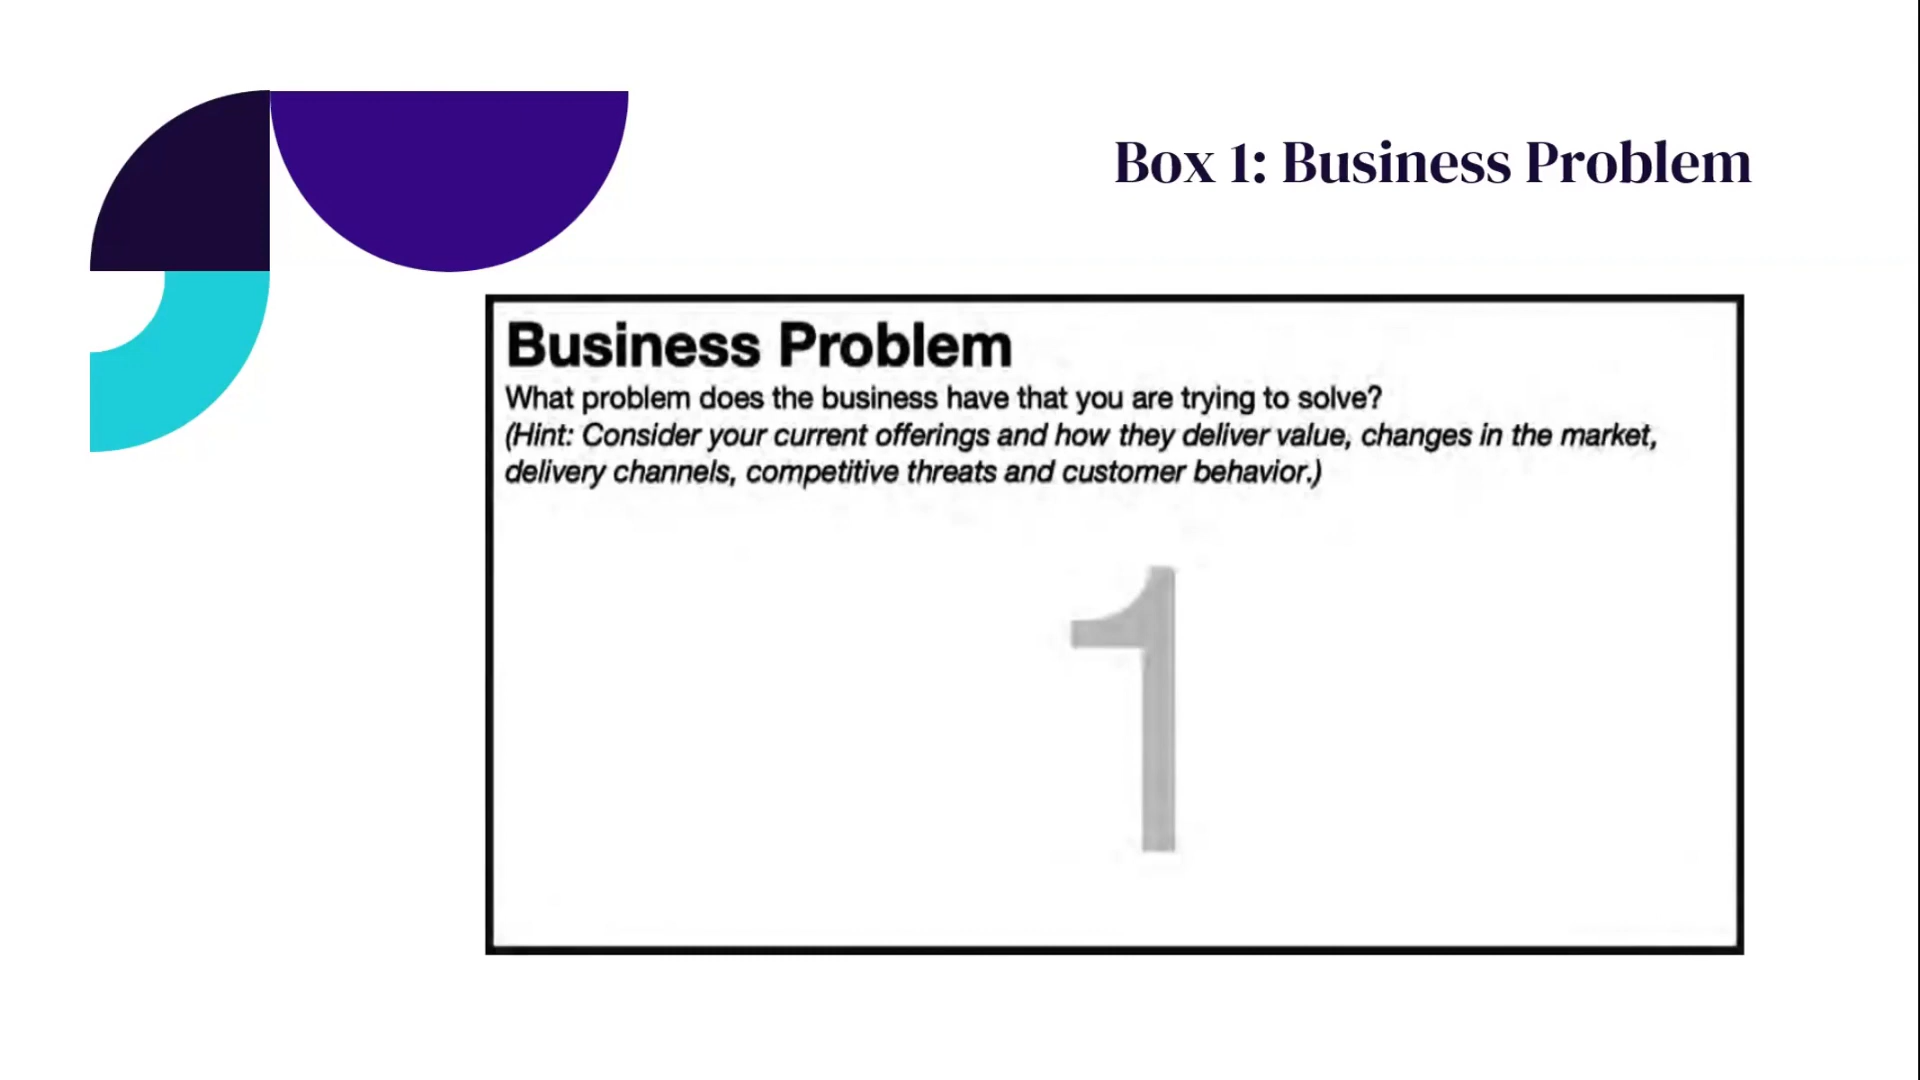 Box 1: Business Problem
Business Problem
What problem does the business have that you are trying to solve?
(Hint: Consider your current offerings and how they deliver value, changes in the market,
delivery channels, competitive threats and customer behavior.)
1